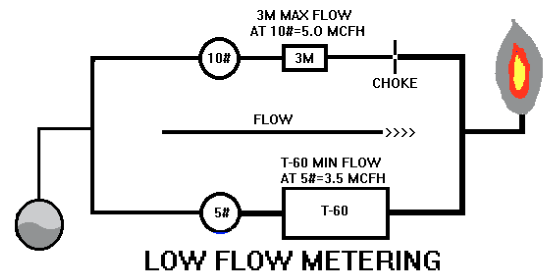 3M MAX FLOW
AT 10#=5.0 MCFH
10#
3M
CHOKE
FLOW
>>>>
T-60 MIN FLOW
AT 5#=3.5 MCFH
5#
T-60
LOW FLOW METERING